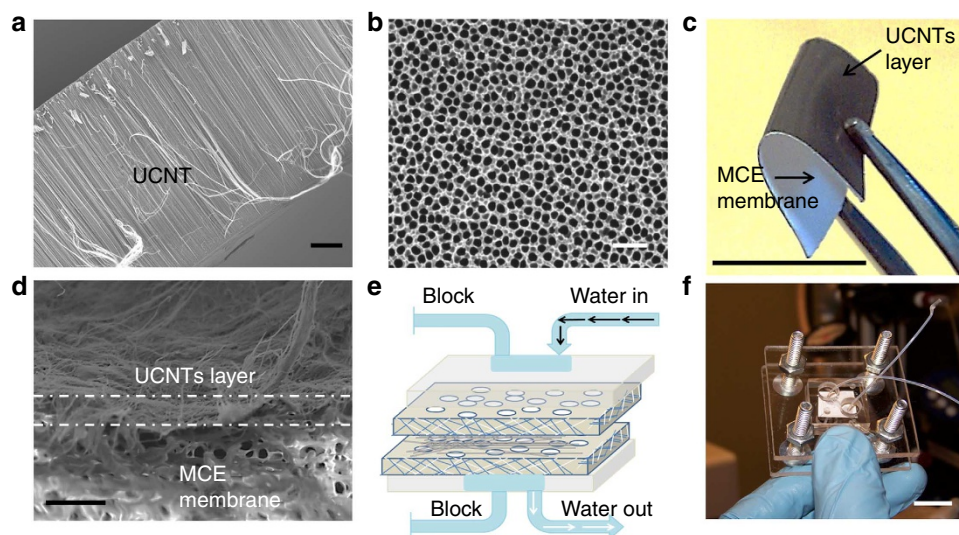 a
UCNT
b
c
UCNTs
layer
MCE
membrane
d
UCNTs layer
MCE
membrane
e
Block
Water in
Block
Water out
f